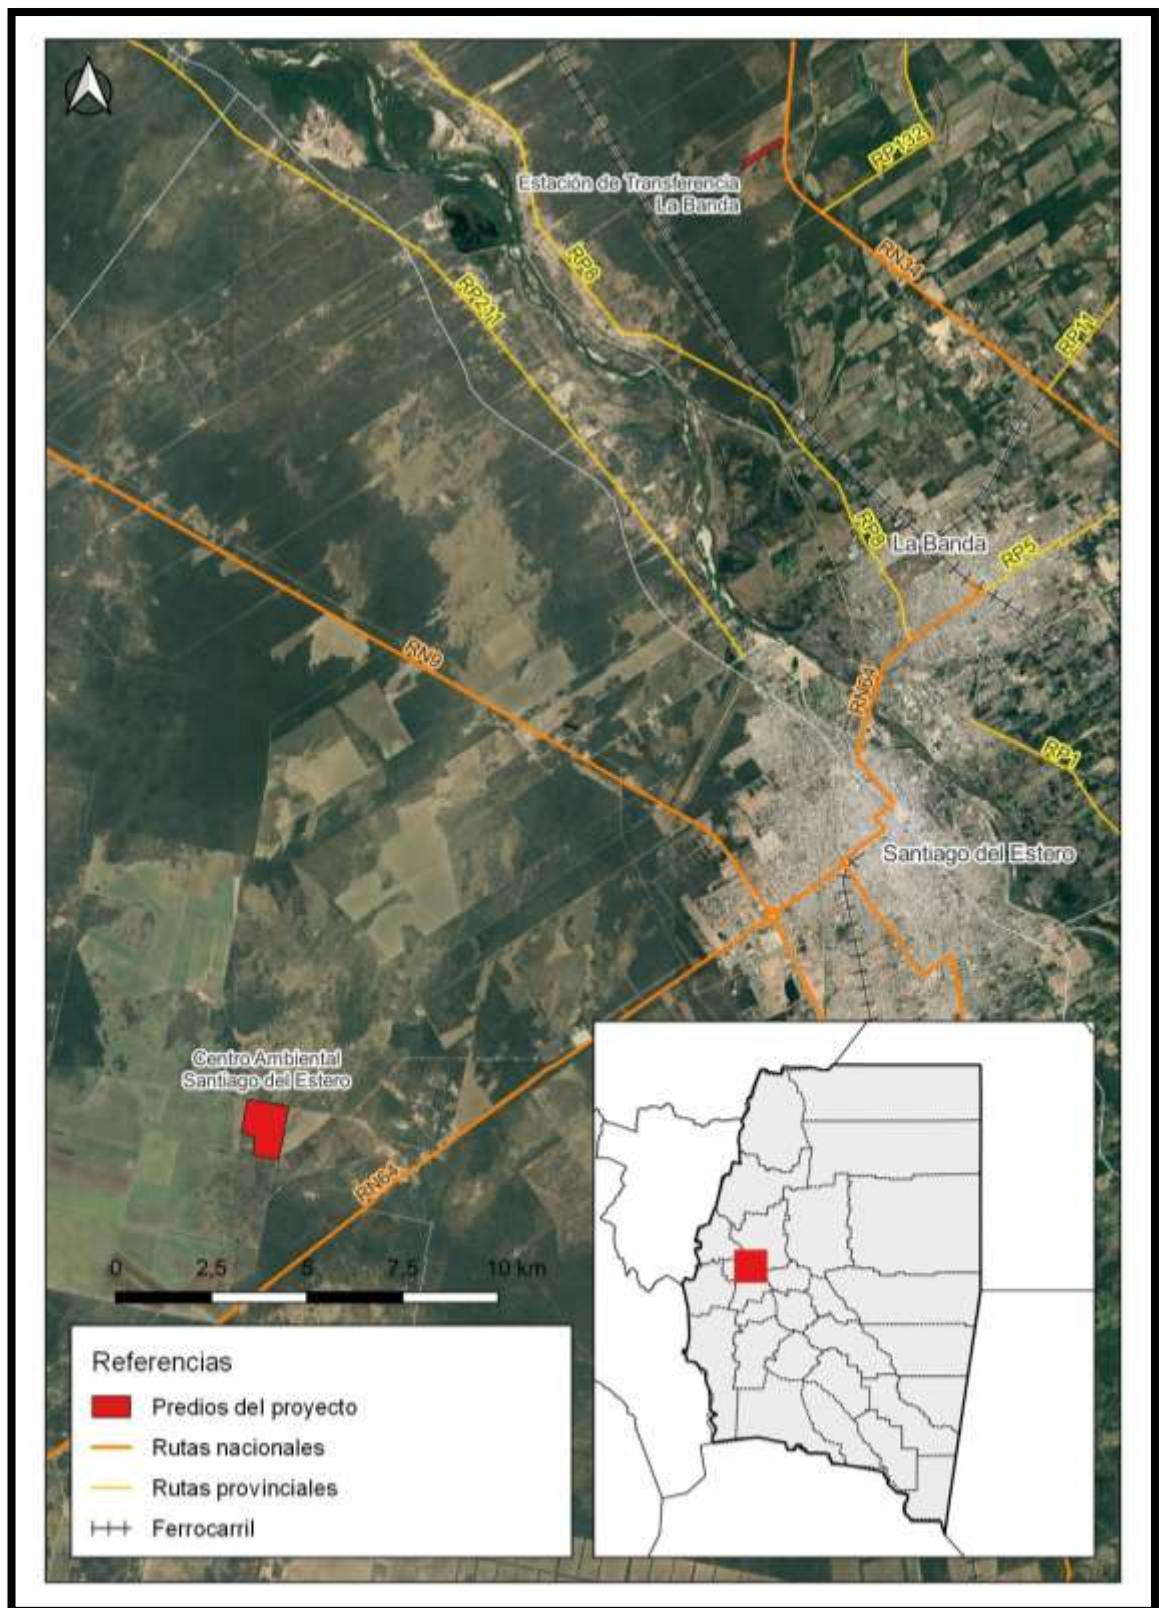 RP132
Estación de Transferencia
La Banda
RN34
RP8
RP211
RP11
RP8
La Banda
RP5
RN9
RN64
RP1
Santiago del Estero
Centro Ambiental
Santiago del Estero
RN64
0 2,5 5 7,5 10 km
Referencias
Predios del proyecto
Rutas nacionales
Rutas provinciales
Ferrocarril